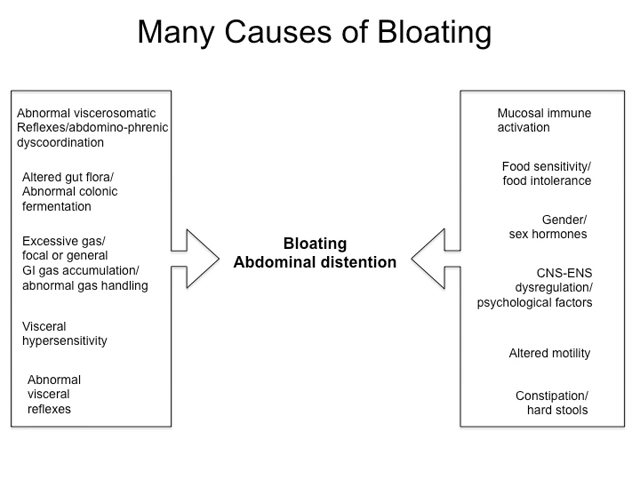 Many Causes of Bloating
Abnormal viscerosomatic
Reflexes/abdomino-phrenic
dyscoordination
Altered gut flora/
Abnormal colonic
fermentation
Excessive gas/
focal or general
GI gas accumulation/
abnormal gas handling
Visceral
hypersensitivity
Abnormal
visceral
reflexes
Bloating
Abdominal distention
Mucosal immune
activation
Food sensitivity/
food intolerance
Gender/
sex hormones
CNS-ENS
dysregulation/
psychological factors
Altered motility
Constipation/
hard stools